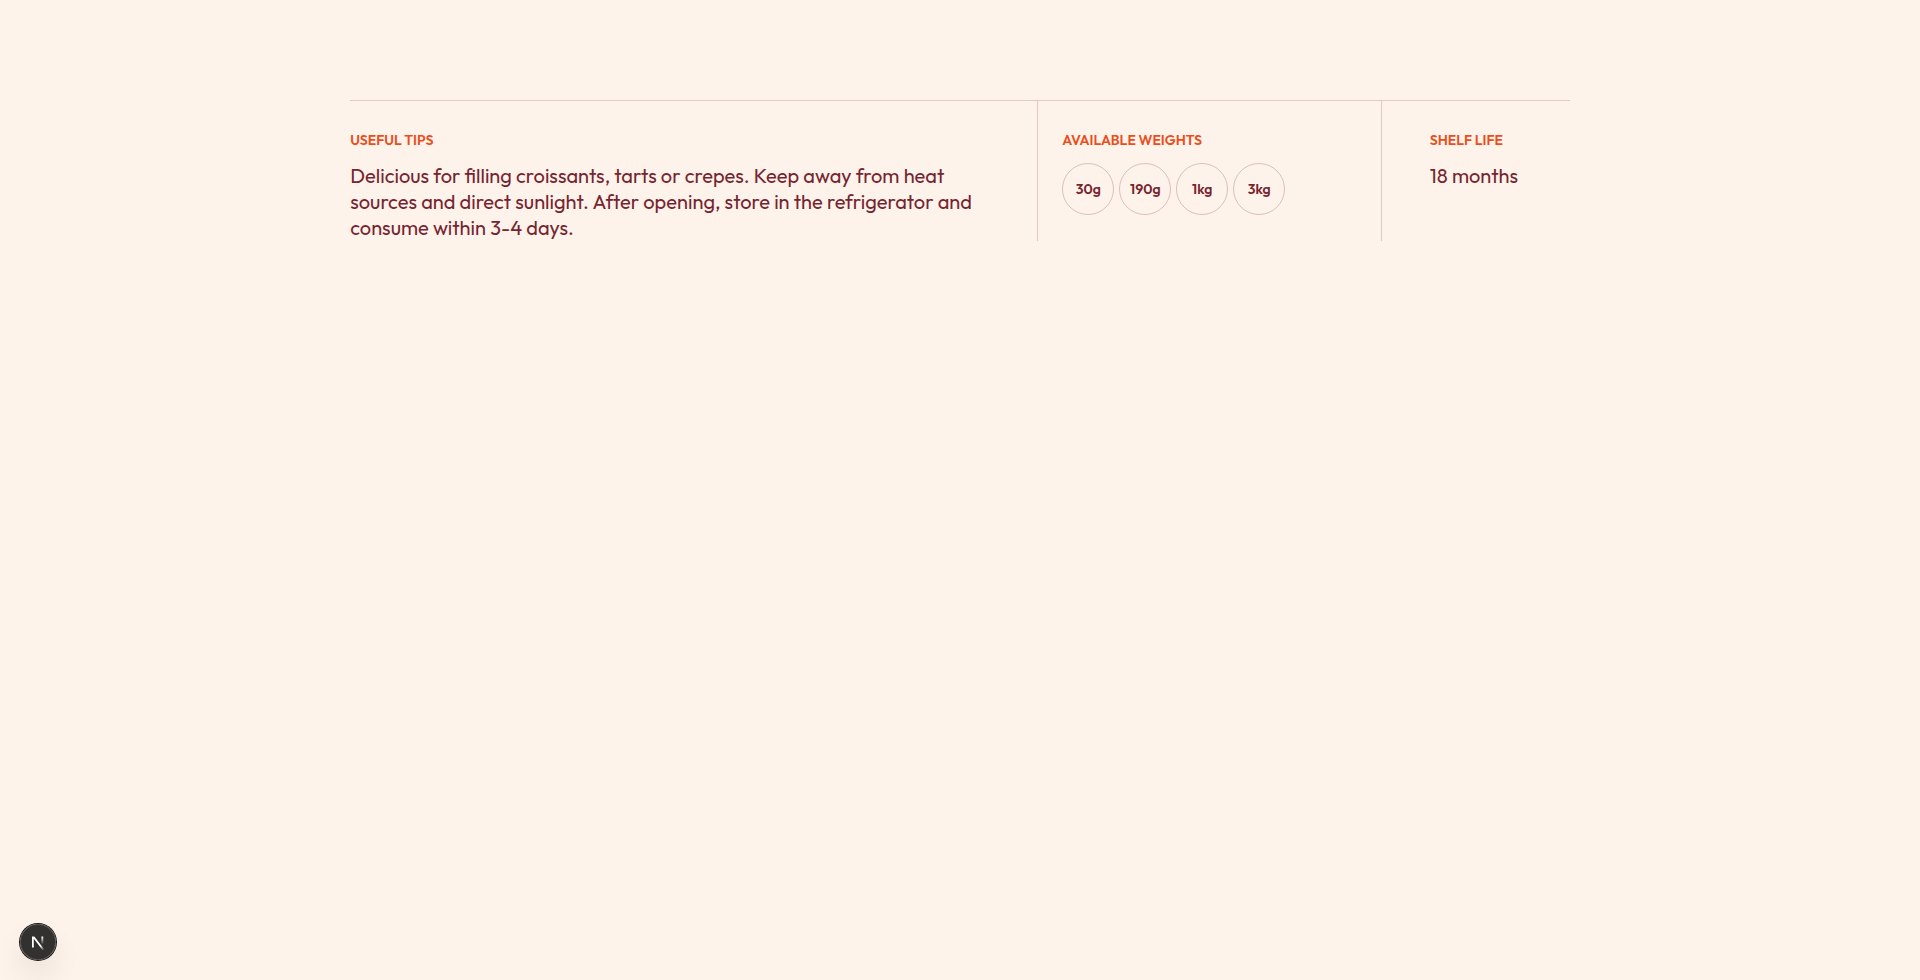 USEFUL TIPS
Delicious for filling croissants, tarts or crepes. Keep away from heat
sources and direct sunlight. After opening, store in the refrigerator and
consume within 3-4 days.
AVAILABLE WEIGHTS
30g 190g 1kg 3kg
SHELF LIFE
18 months
N